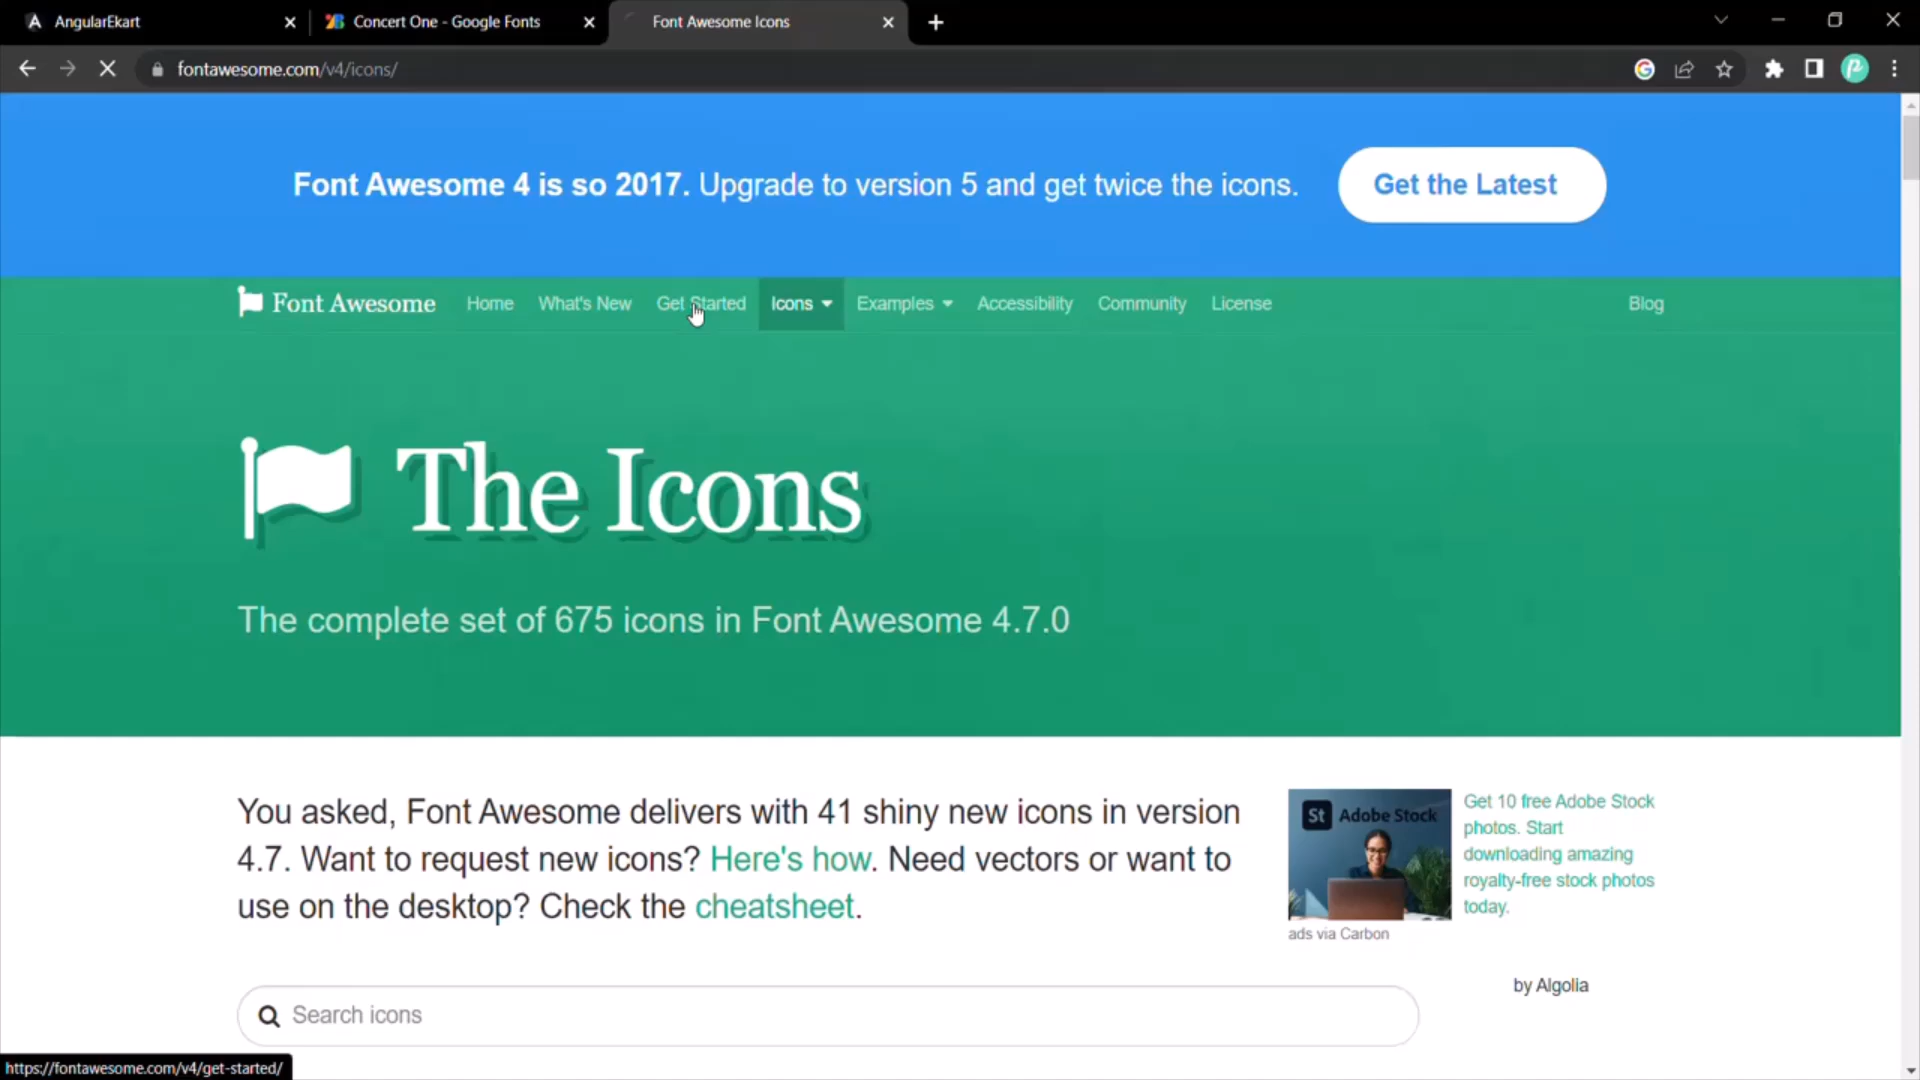 AngularEkart
Concert One - Google Fonts
Font Awesome Icons
fontawesome.com/v4/icons/
Font Awesome 4 is so 2017. Upgrade to version 5 and get twice the icons.
Get the Latest
Font Awesome
Home
What's New
Get Started
Icons
Examples
Accessibility
Community
License
Blog
The Icons
The complete set of 675 icons in Font Awesome 4.7.0
You asked, Font Awesome delivers with 41 shiny new icons in version
4.7. Want to request new icons? Here's how. Need vectors or want to
use on the desktop? Check the cheatsheet.
St Adobe Stock
Get 10 free Adobe Stock
photos. Start
downloading amazing
royalty-free stock photos
today.
ads via Carbon
by Algolia
Search icons
https://fontawesome.com/v4/get-started/